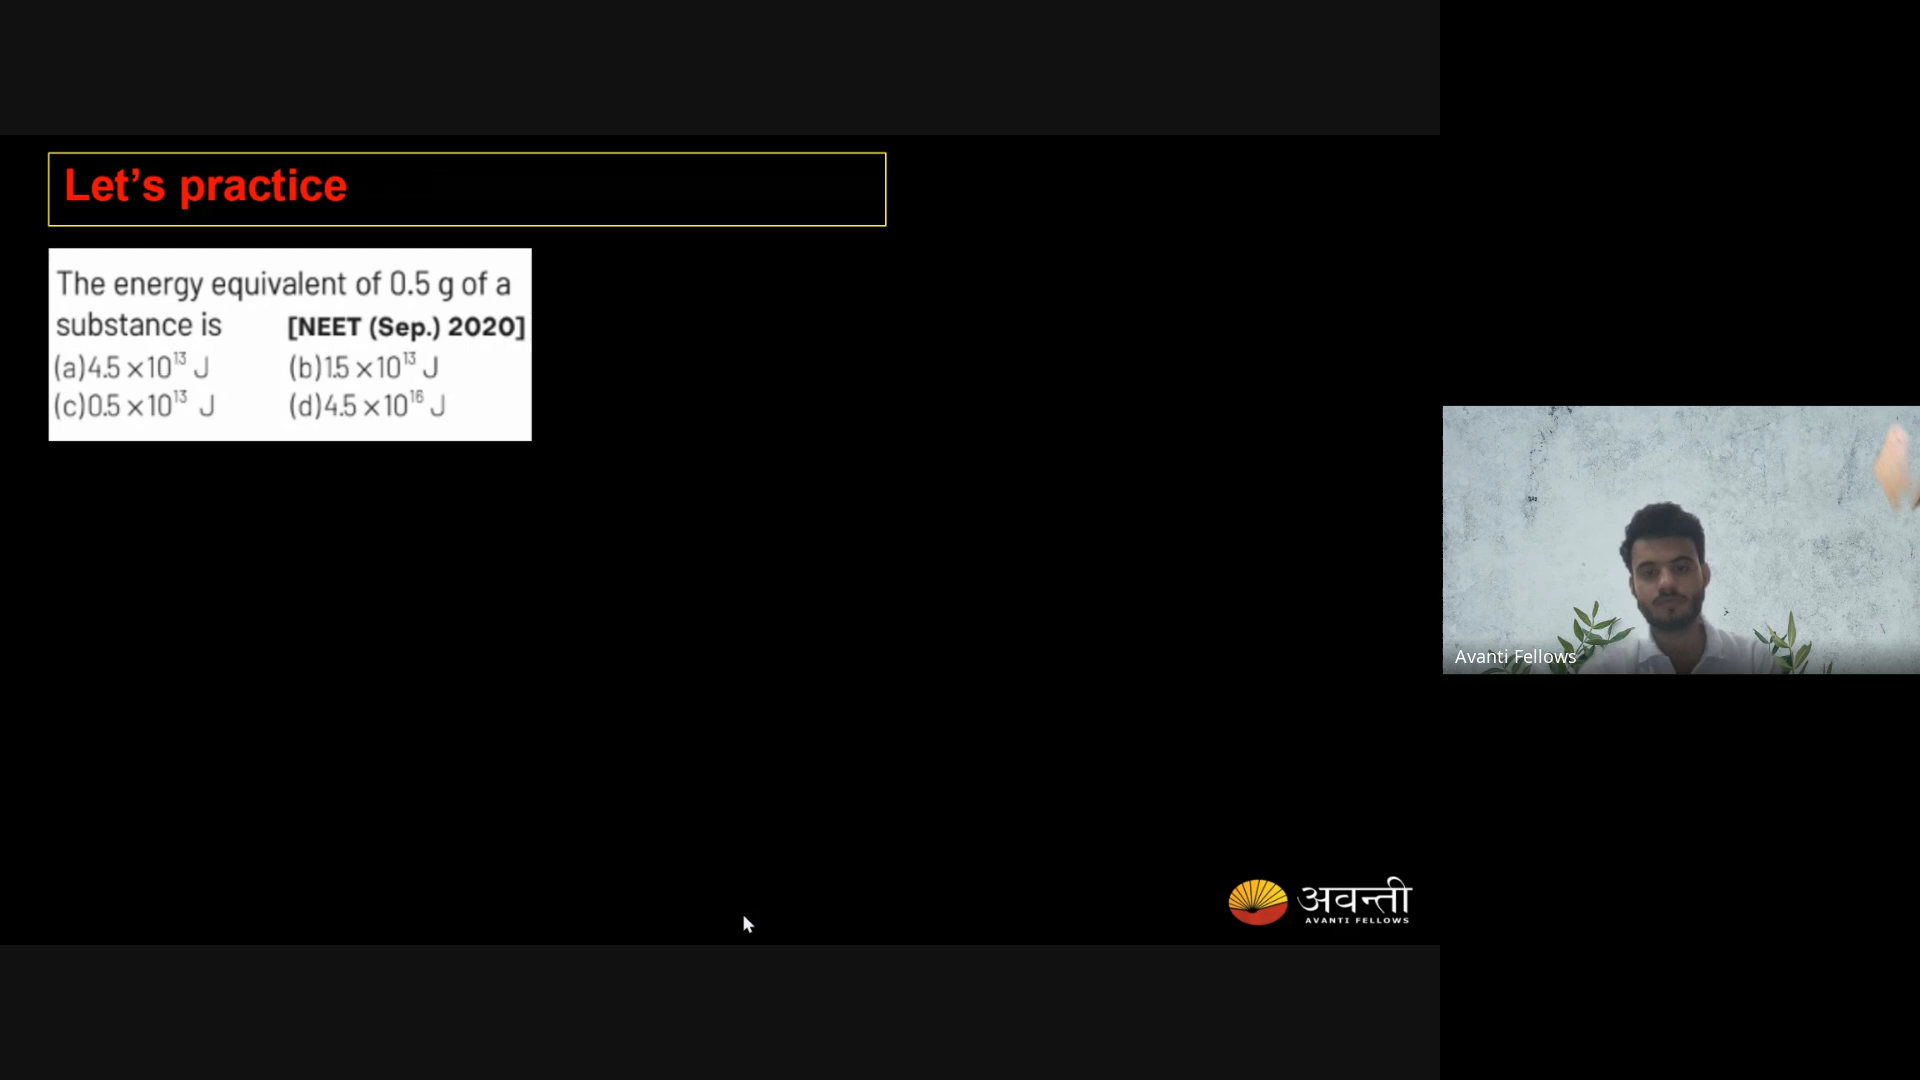 Let’s practice
The energy equivalent of 0.5 g of a
substance is [NEET (Sep.) 2020]
(a)4.5 ×10¹³ J (b)1.5 ×10¹³ J
(c)0.5 ×10¹³ J (d)4.5 ×10¹⁶ J
Avanti Fellows
अवन्ती
AVANTI FELLOWS